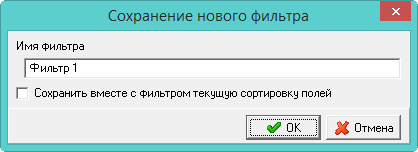 Сохранение нового фильтра
Имя фильтра
Фильтр 1
Сохранить вместе с фильтром текущую сортировку полей
OK
Отмена